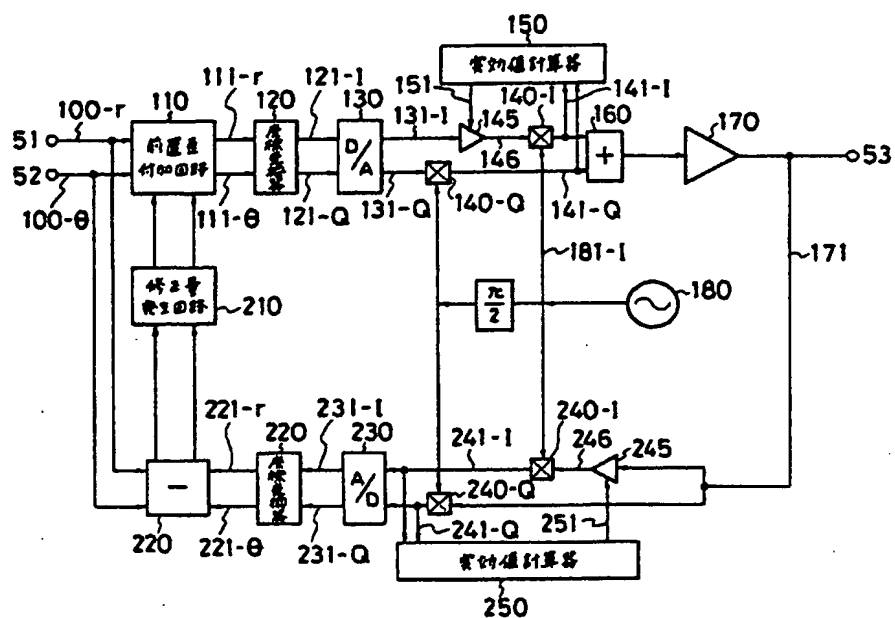 150
実効値計算器
100-r
110
111-r
120
121-I
130
151
140-I
141-I
131-I
145
160
170
51
前置量
付加回路
座標変換器
D/A
146
+
53
52
100-θ
111-θ
121-Q
131-Q
140-Q
141-Q
181-I
171
修正量
発生回路
210
π/2
180
221-r
220
231-I
230
241-I
240-I
246
245
−
座標変換器
A/D
240-Q
251
220
221-θ
231-Q
241-Q
実効値計算器
250